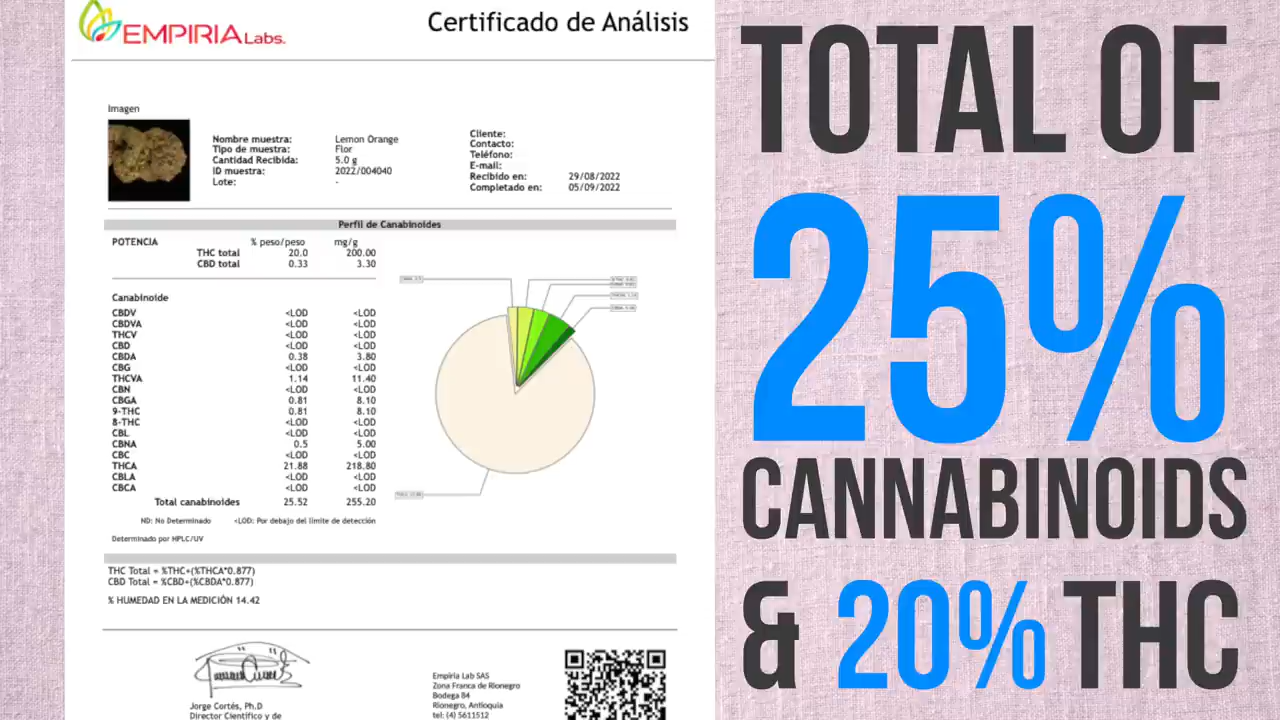 EMPIRIA Labs.
Certificado de Análisis
Imagen
Nombre muestra: Lemon Orange
Tipo de muestra: Flor
Cantidad Recibida: 5.0 g
ID muestra: 2022/004040
Lote: -
Cliente:
Contacto:
Teléfono:
E-mail:
Recibido en: 29/08/2022
Completado en: 05/09/2022
Perfil de Canabinoides
POTENCIA % peso/peso mg/g
THC total 20.0 200.00
CBD total 0.33 3.30
Canabinoide
CBDV <LOD <LOD
CBDVA <LOD <LOD
THCV <LOD <LOD
CBD <LOD <LOD
CBDA 0.38 3.80
CBG <LOD <LOD
THCVA 1.14 11.40
CBN <LOD <LOD
CBGA 0.81 8.10
9-THC 0.81 8.10
8-THC <LOD <LOD
CBL <LOD <LOD
CBNA 0.5 5.00
CBC <LOD <LOD
THCA 21.88 218.80
CBLA <LOD <LOD
CBCA <LOD <LOD
Total canabinoides 25.52 255.20
ND: No Determinado <LOD: Por debajo del limite de detección
Determinado por HPLC/UV
THC Total = %THC+(%THCA*0.877)
CBD Total = %CBD+(%CBDA*0.877)
% HUMEDAD EN LA MEDICIÓN 14.42
Jorge Cortés, Ph.D
Director Científico y de
Empiria Lab SAS
Zona Franca de Rionegro
Bodega 84
Rionegro, Antioquia
tel: (4) 5611512
TOTAL OF
25%
CANNABINOIDS
& 20% THC